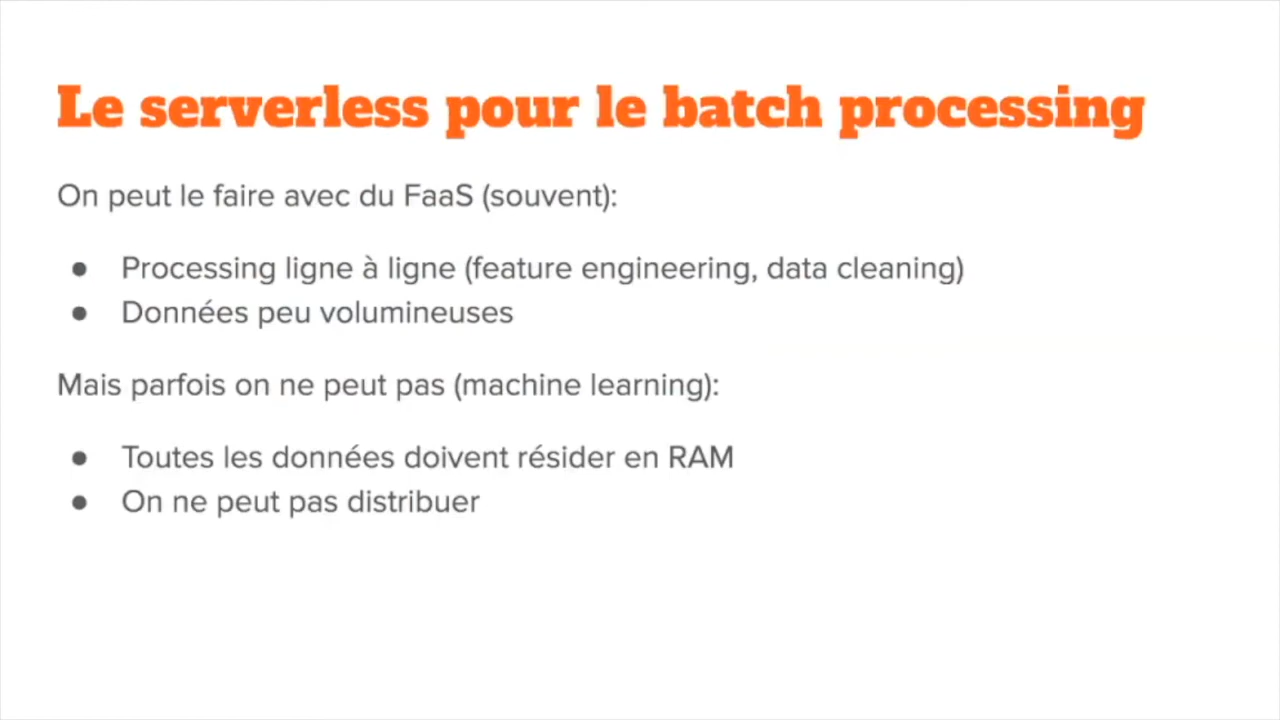 Le serverless pour le batch processing
On peut le faire avec du FaaS (souvent):
● Processing ligne à ligne (feature engineering, data cleaning)
● Données peu volumineuses
Mais parfois on ne peut pas (machine learning):
● Toutes les données doivent résider en RAM
● On ne peut pas distribuer